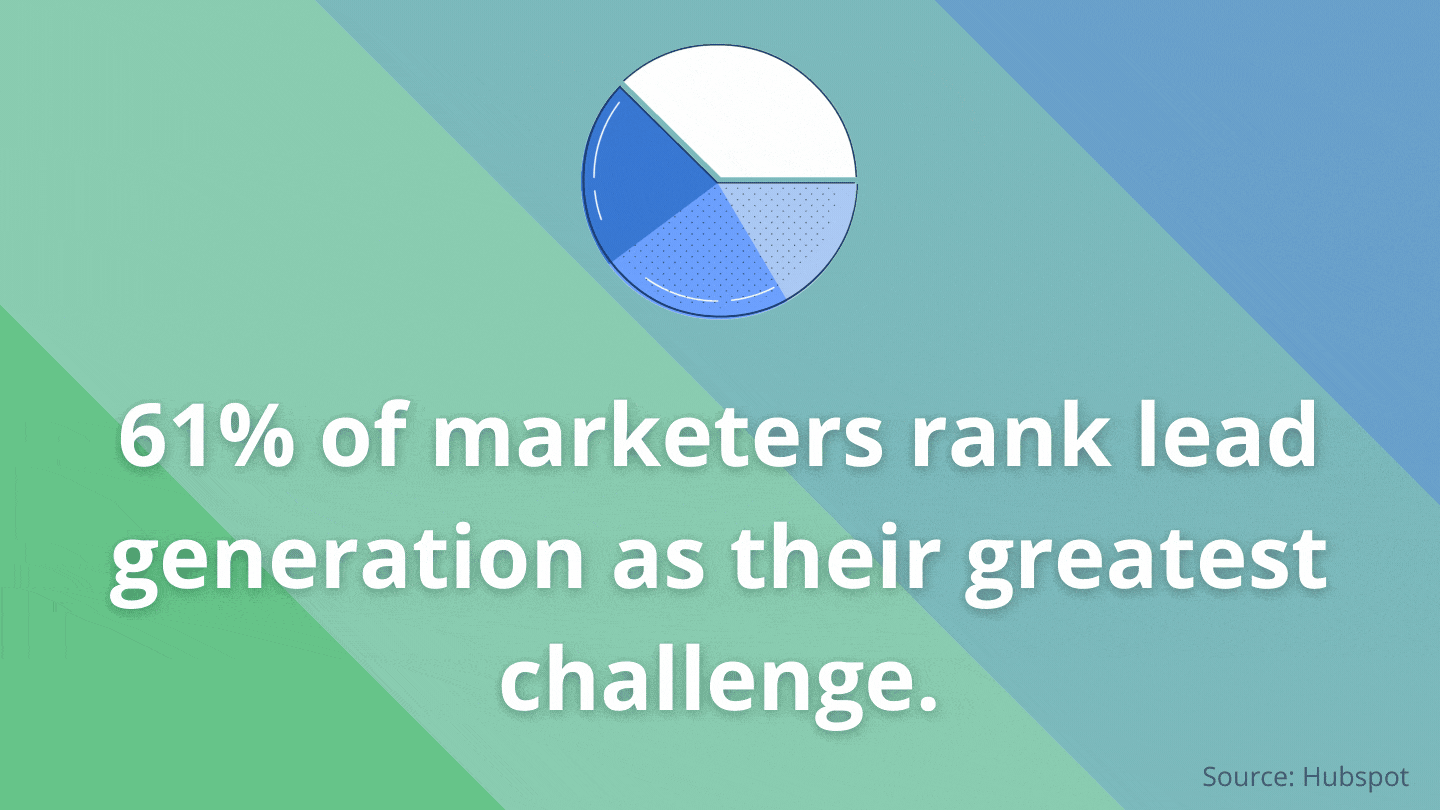 61% of marketers rank lead
generation as their greatest
challenge.
Source: Hubspot